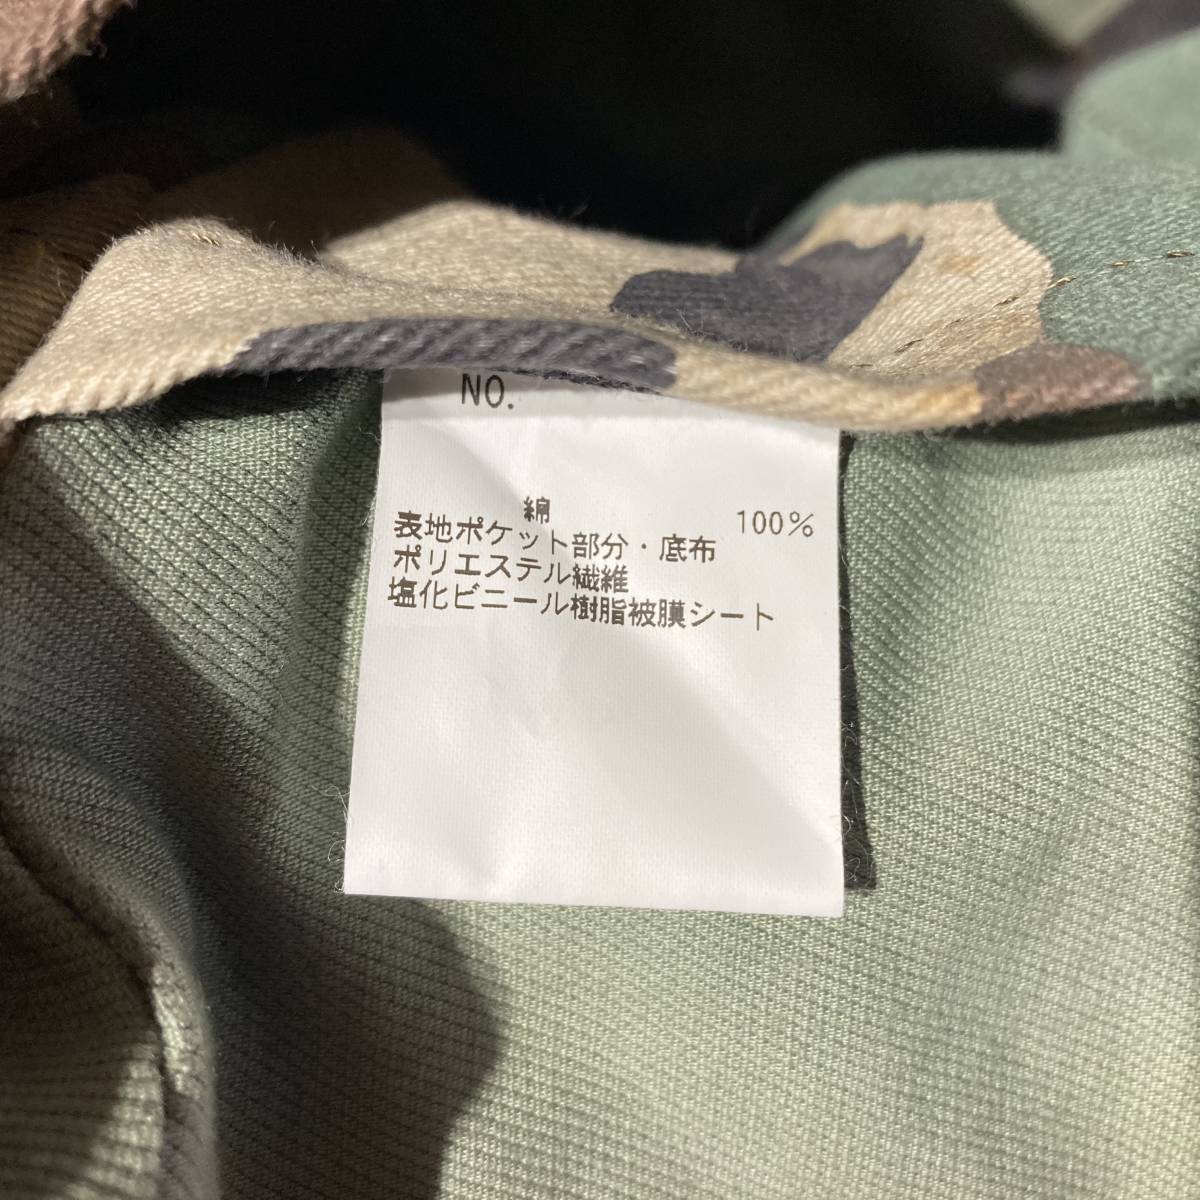 NO.
綿 100%
表地ポケット部分・底布
ポリエステル繊維
塩化ビニール樹脂被膜シート